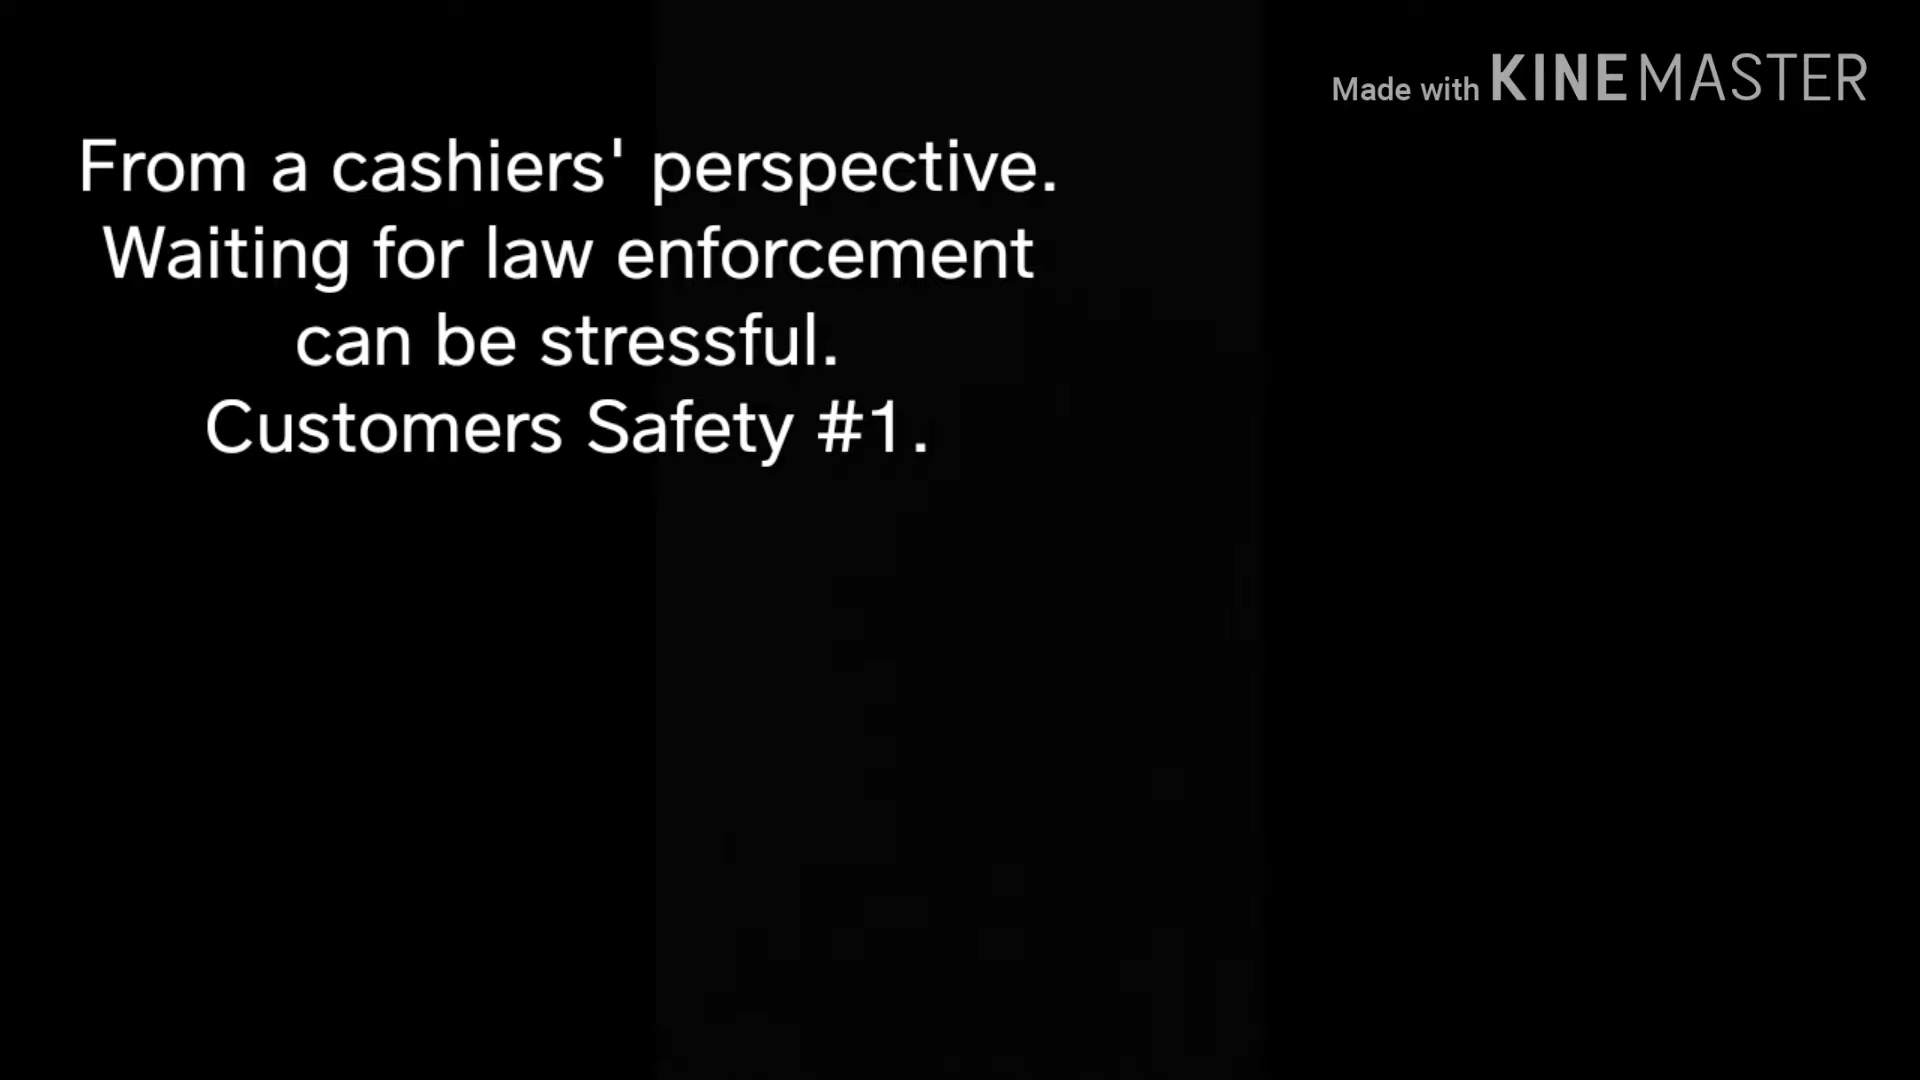 Made with KINEMASTER
From a cashiers' perspective.
Waiting for law enforcement
can be stressful.
Customers Safety #1.